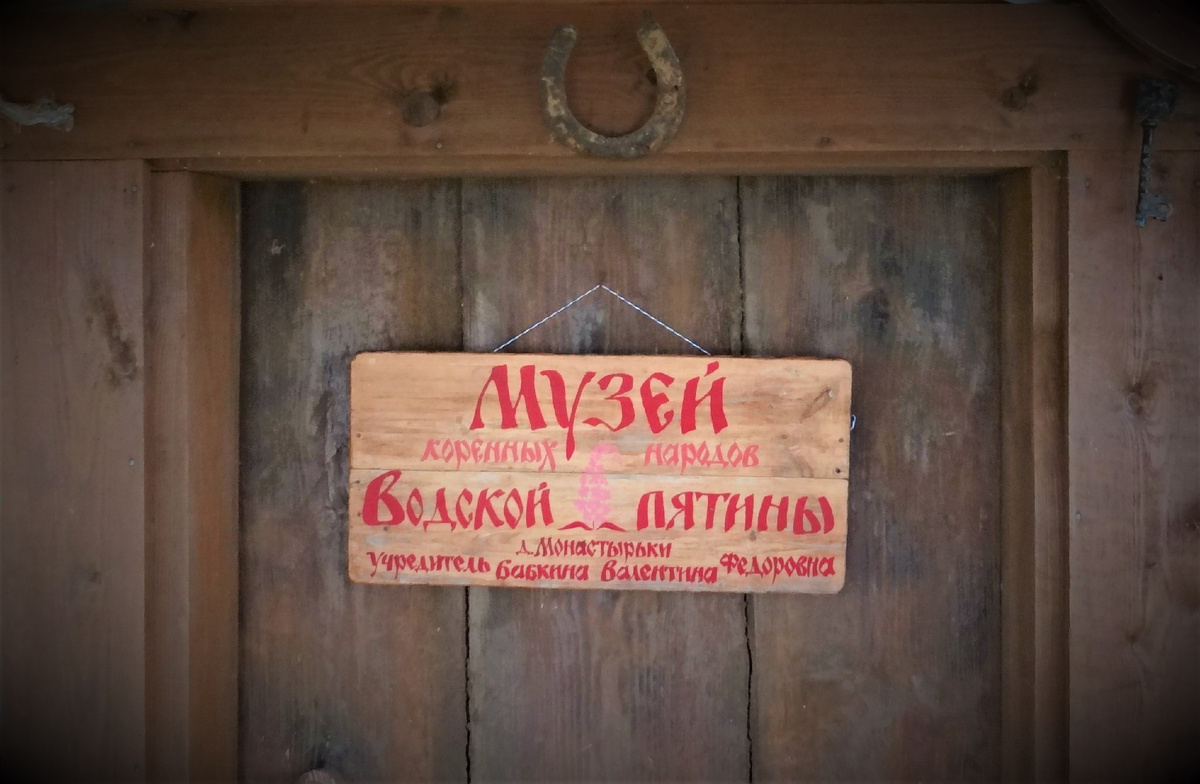 Музей
коренных народов
Водской пятины
д. Монастырьки
учредитель Бабкина Валентина Федоровна